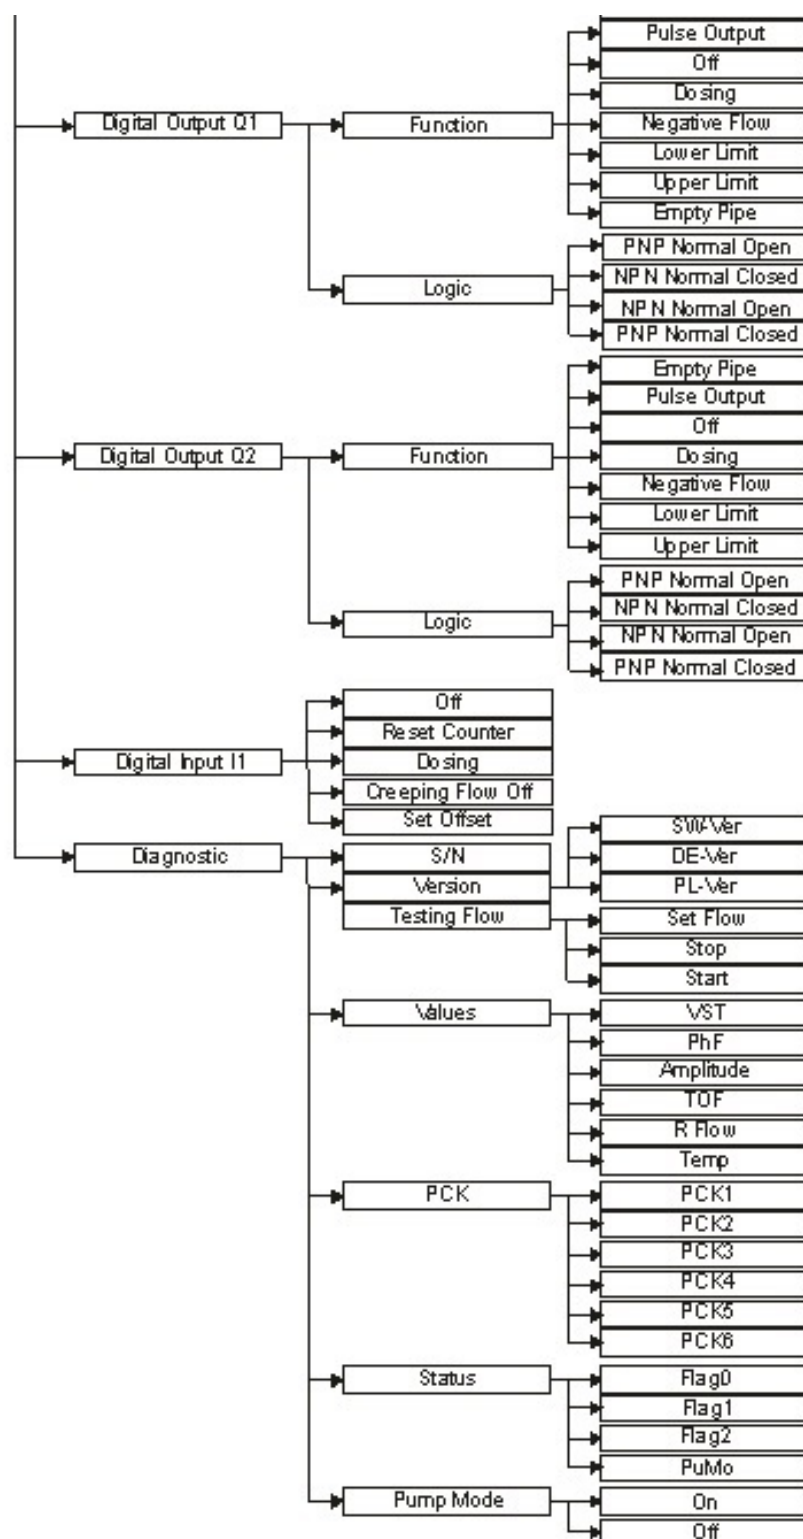 Pulse Output
Off
Dosing
Digital Output Q1
Function
Negative Flow
Lower Limit
Upper Limit
Empty Pipe
PNP Normal Open
NPN Normal Closed
Logic
NPN Normal Open
PNP Normal Closed
Empty Pipe
Pulse Output
Off
Digital Output Q2
Function
Dosing
Negative Flow
Lower Limit
Upper Limit
PNP Normal Open
NPN Normal Closed
Logic
NPN Normal Open
PNP Normal Closed
Off
Reset Counter
Digital Input I1
Dosing
Creeping Flow Off
Set Offset
SW-Ver
Diagnostic
S/N
DE-Ver
Version
PL-Ver
Testing Flow
Set Flow
Stop
Start
Values
VST
PhF
Amplitude
TOF
R Flow
Temp
PCK
PCK1
PCK2
PCK3
PCK4
PCK5
PCK6
Status
Flag0
Flag1
Flag2
PuMo
Pump Mode
On
Off